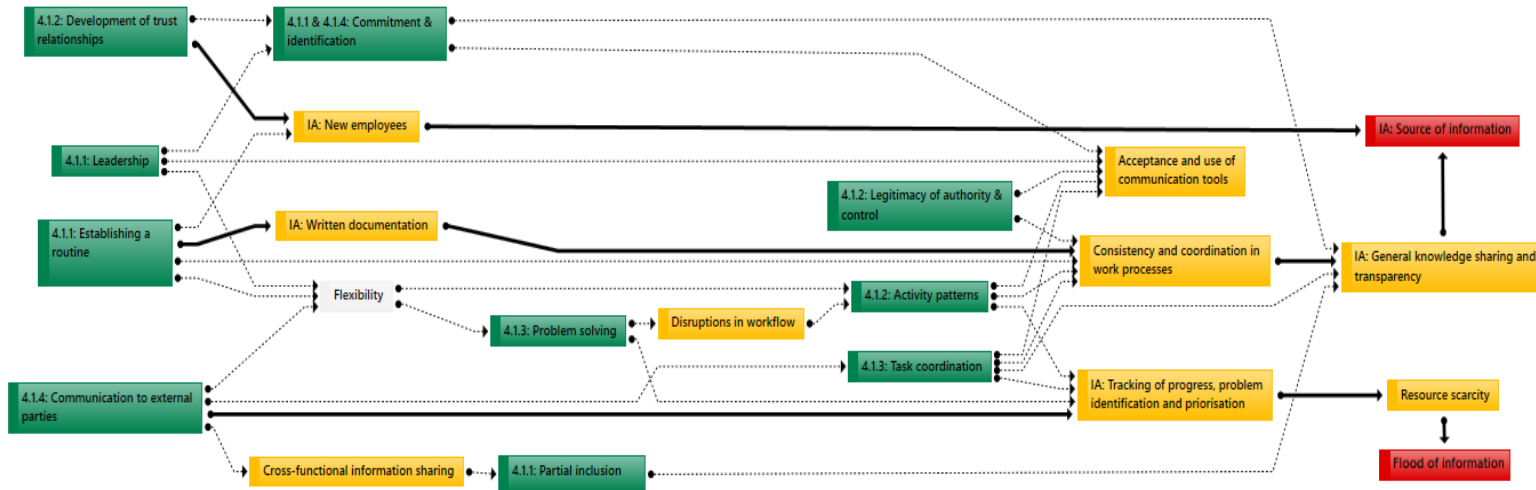 4.1.2: Development of trust
relationships
4.1.1 & 4.1.4: Commitment &
identification
IA: New employees
IA: Source of information
4.1.1: Leadership
Acceptance and use of
communication tools
4.1.2: Legitimacy of authority &
control
4.1.1: Establishing a
routine
IA: Written documentation
Consistency and coordination in
work processes
IA: General knowledge sharing and
transparency
Flexibility
4.1.2: Activity patterns
4.1.3: Problem solving
Disruptions in workflow
4.1.3: Task coordination
4.1.4: Communication to external
parties
IA: Tracking of progress, problem
identification and priorisation
Resource scarcity
Cross-functional information sharing
4.1.1: Partial inclusion
Flood of information